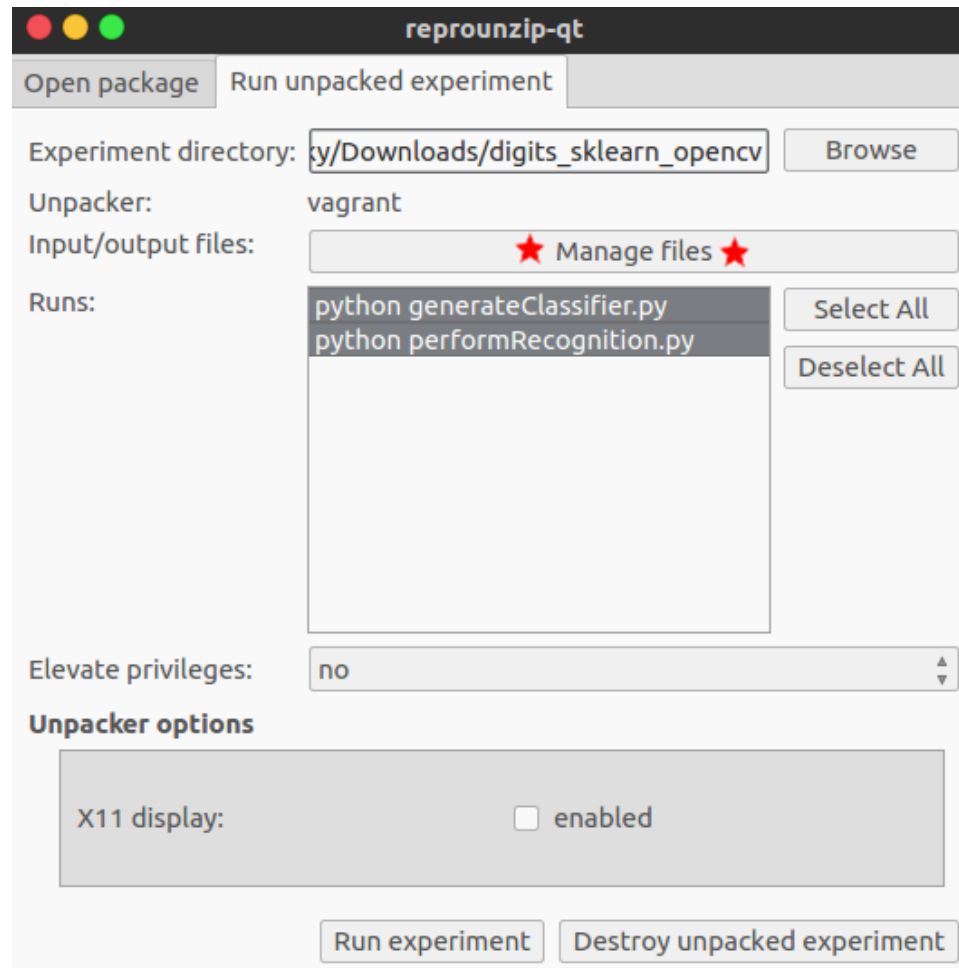 reprounzip-qt
Open package
Run unpacked experiment
Experiment directory: xy/Downloads/digits_sklearn_opencv Browse
Unpacker: vagrant
Input/output files: Manage files
Runs:
python generateClassifier.py
python performRecognition.py
Select All
Deselect All
Elevate privileges: no
Unpacker options
X11 display: enabled
Run experiment
Destroy unpacked experiment